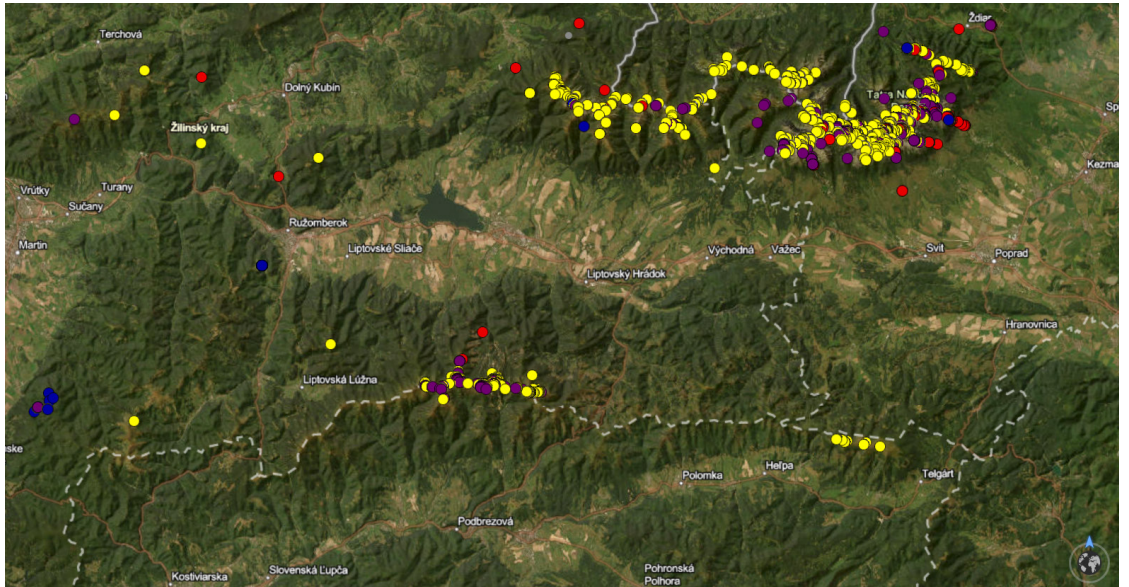 Terchová
Ždiar
Dolný Kubín
Tatra N
Žilinský kraj
Sp
Kezma
Vrútky
Turany
Sučany
Ružomberok
Martin
Liptovské Sliače
Východná
Važec
Svit
Poprad
Liptovský Hrádok
Hranovnica
Liptovská Lúžna
nske
Heľpa
Polomka
Telgárt
Podbrezová
Slovenská Ľupča
Kostiviarska
Pohronská
Polhora